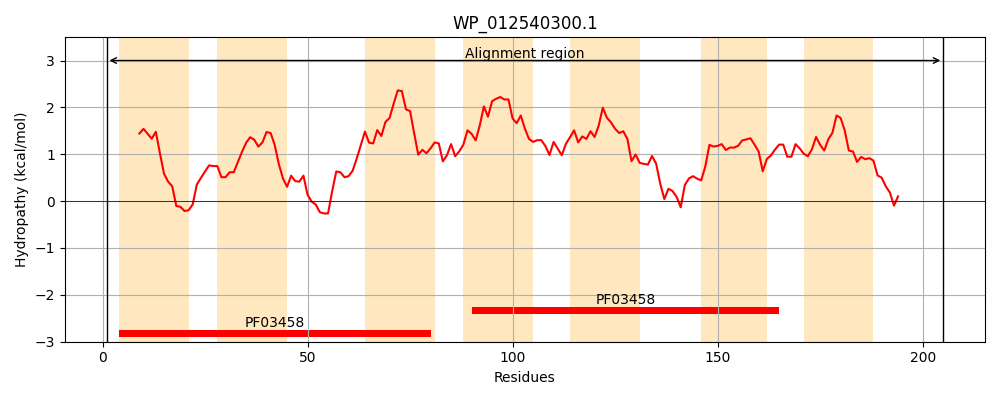 WP_012540300.1
Alignment region
Hydropathy (kcal/mol)
3
2
1
0
−1
−2
−3
PF03458
PF03458
0
50
100
150
200
Residues